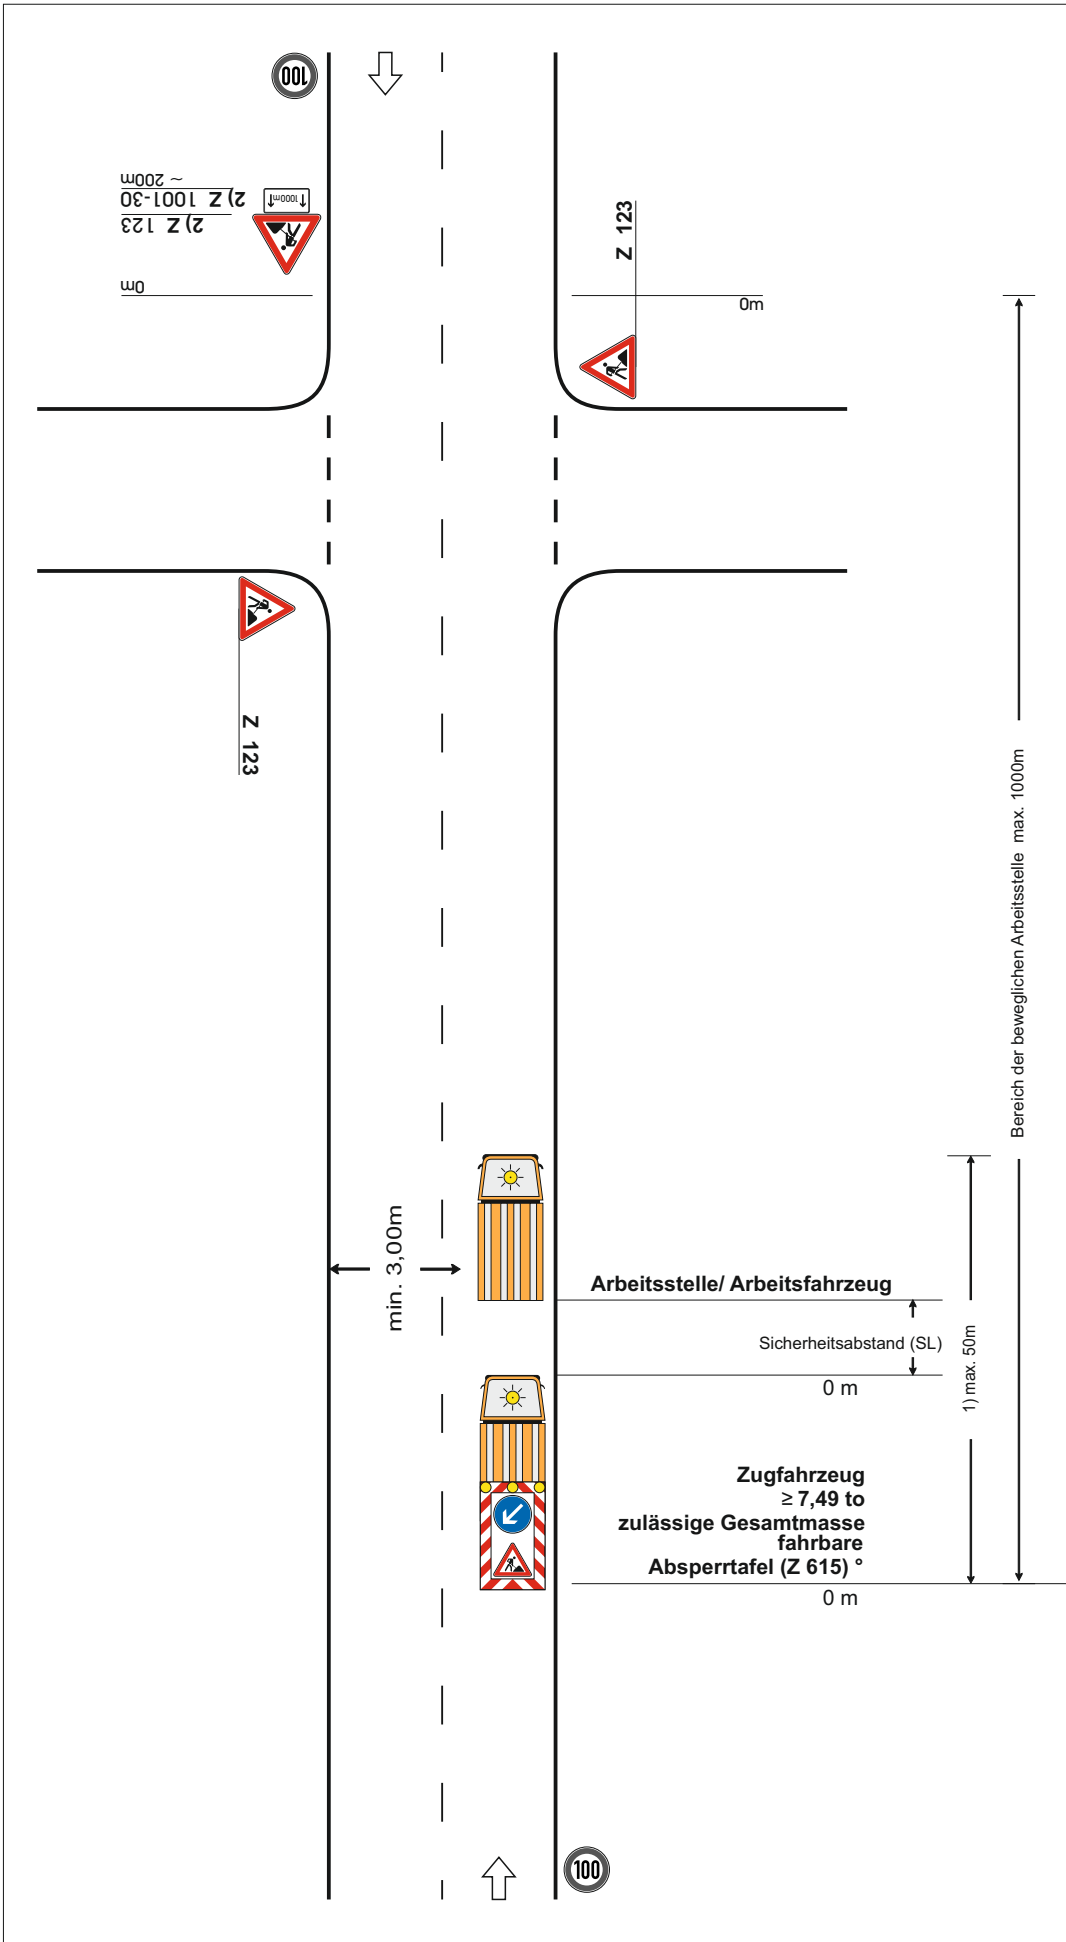 100
~ 200m
2) Z 1001-30
1000m
2) Z 123
0m
Z 123
0m
Z 123
Bereich der beweglichen Arbeitsstelle max. 1000m
min. 3,00m
Arbeitsstelle/ Arbeitsfahrzeug
Sicherheitsabstand (SL)
0 m
1) max. 50m
Zugfahrzeug
≥ 7,49 to
zulässige Gesamtmasse
fahrbare
Absperrtafel (Z 615) °
0 m
100